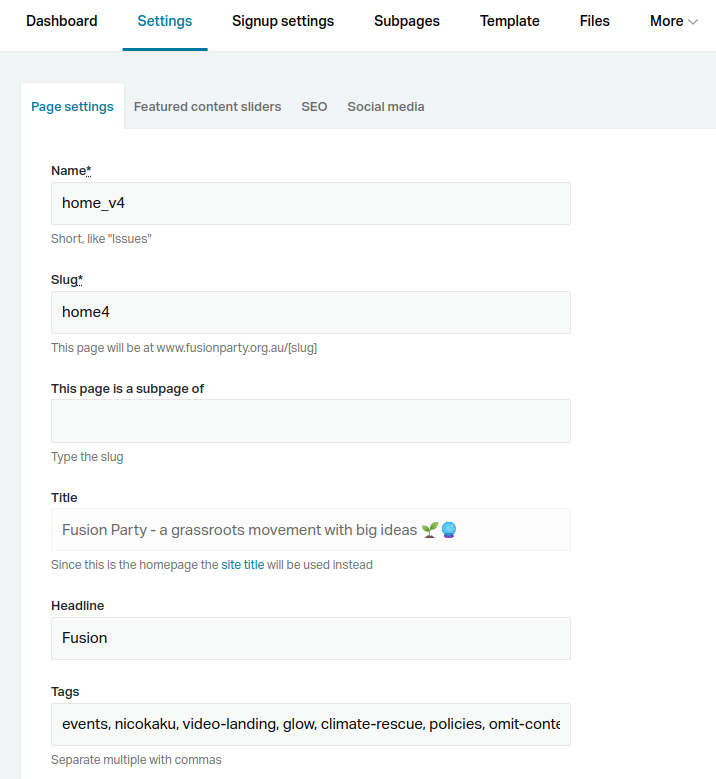 Dashboard Settings Signup settings Subpages Template Files More
Page settings Featured content sliders SEO Social media
Name*
home_v4
Short, like "Issues"
Slug*
home4
This page will be at www.fusionparty.org.au/[slug]
This page is a subpage of
Type the slug
Title
Fusion Party - a grassroots movement with big ideas 🌱🔮
Since this is the homepage the site title will be used instead
Headline
Fusion
Tags
events, nicokaku, video-landing, glow, climate-rescue, policies, omit-conte
Separate multiple with commas